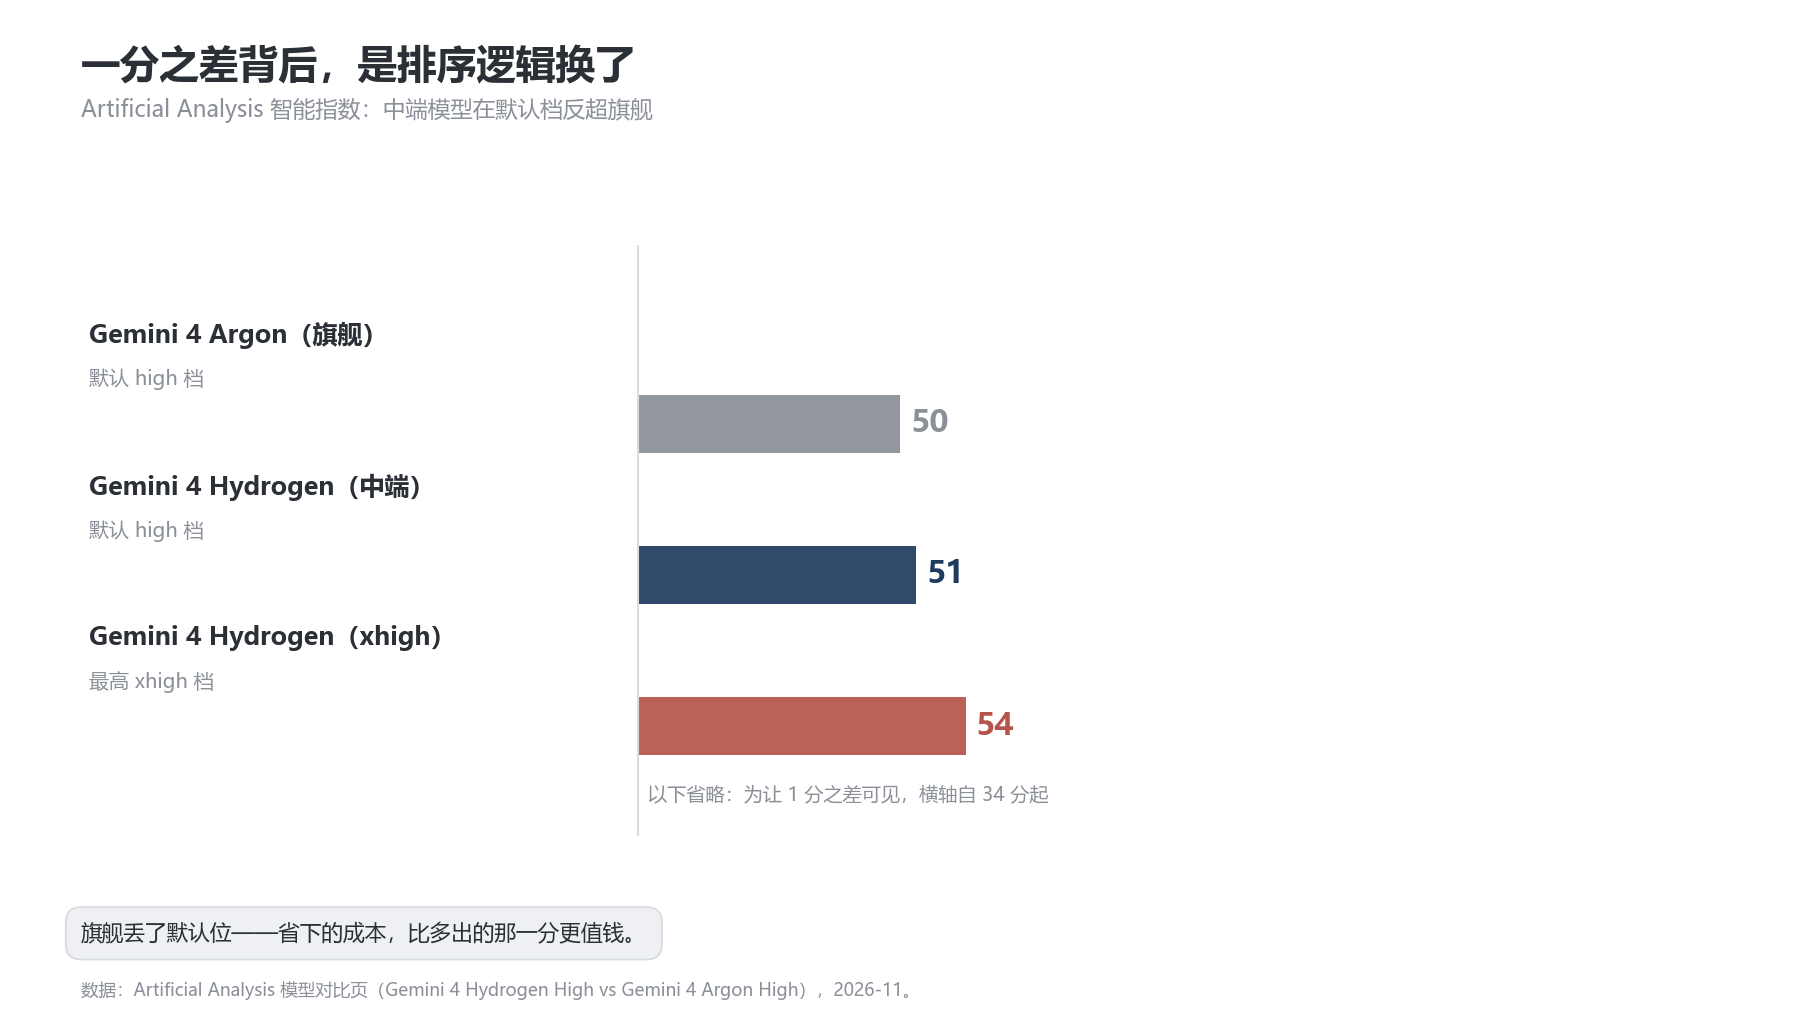 一分之差背后，是排序逻辑换了
Artificial Analysis 智能指数：中端模型在默认档反超旗舰
Gemini 4 Argon（旗舰）
默认 high 档
50
Gemini 4 Hydrogen（中端）
默认 high 档
51
Gemini 4 Hydrogen（xhigh）
最高 xhigh 档
54
以下省略：为让 1 分之差可见，横轴自 34 分起
旗舰丢了默认位——省下的成本，比多出的那一分更值钱。
数据：Artificial Analysis 模型对比页（Gemini 4 Hydrogen High vs Gemini 4 Argon High），2026-11。